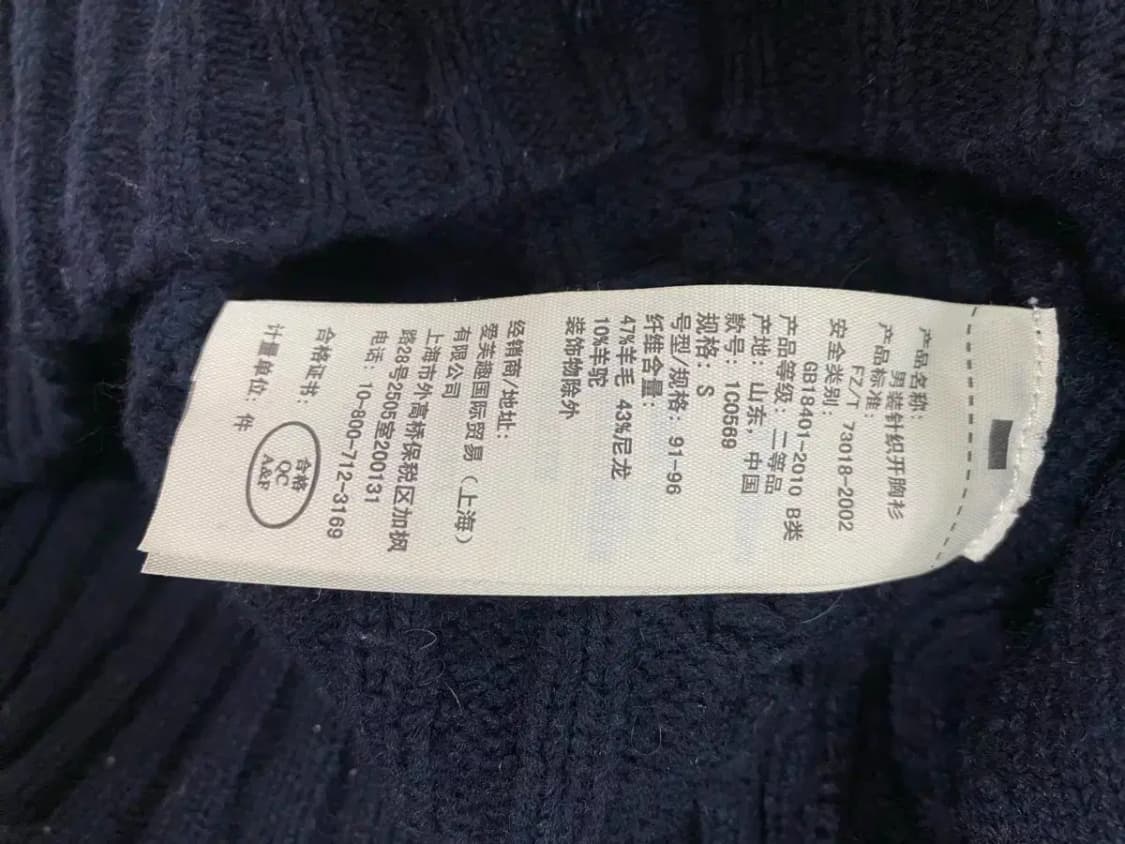 产品名称:
男装针织开胸衫
产品标准:
FZ/T 73018-2002
安全类别:
GB18401-2010 B类
产品等级: 二等品
产地: 山东, 中国
款号: 1C0569
规格: S
号型/规格: 91-96
纤维含量:
47%羊毛 43%尼龙
10%羊驼
装饰物除外
经销商/地址:
爱芙趣国际贸易 (上海)
有限公司
上海市外高桥保税区加枫
路28号2505室200131
电话: 10-800-712-3169
合格证书:
合格
QC
A&F
计量单位: 件